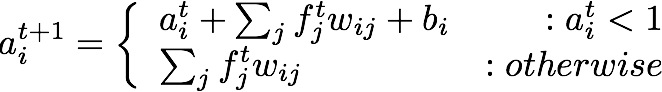 a_i^{t+1} = { a_i^t + ∑_j f_j^t w_{ij} + b_i : a_i^t < 1
∑_j f_j^t w_{ij} : otherwise